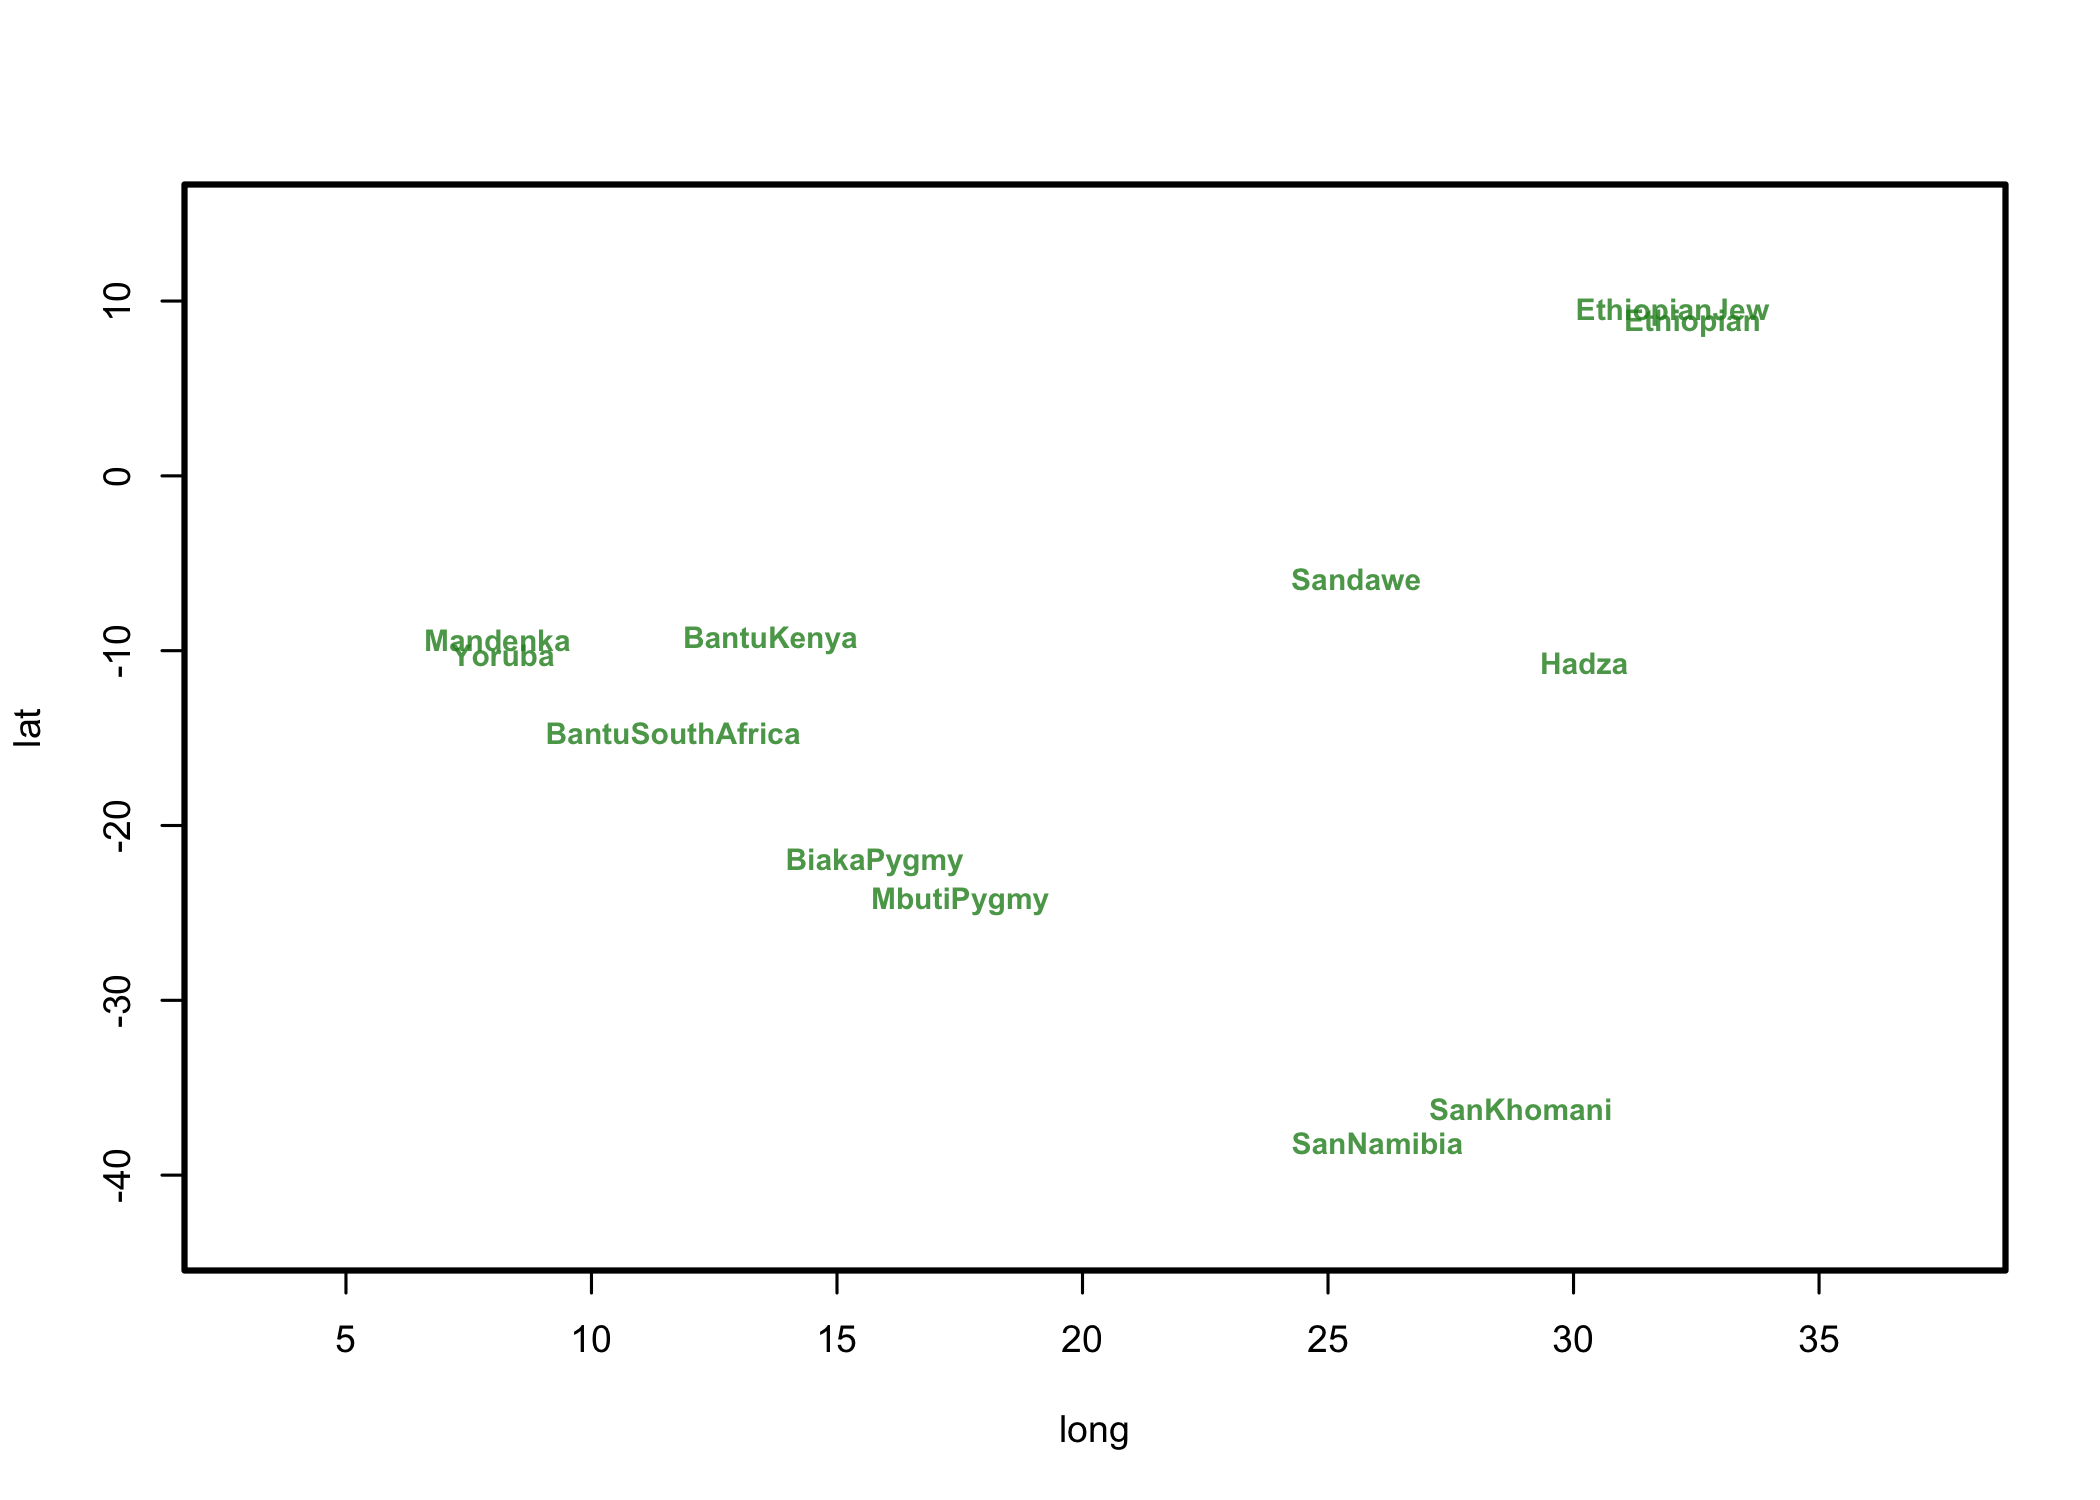 10
0
-10
-20
-30
-40
lat
EthiopianJew
Ethiopian
Sandawe
Mandenka
BantuKenya
Yoruba
Hadza
BantuSouthAfrica
BiakaPygmy
MbutiPygmy
SanKhomani
SanNamibia
5 10 15 20 25 30 35
long